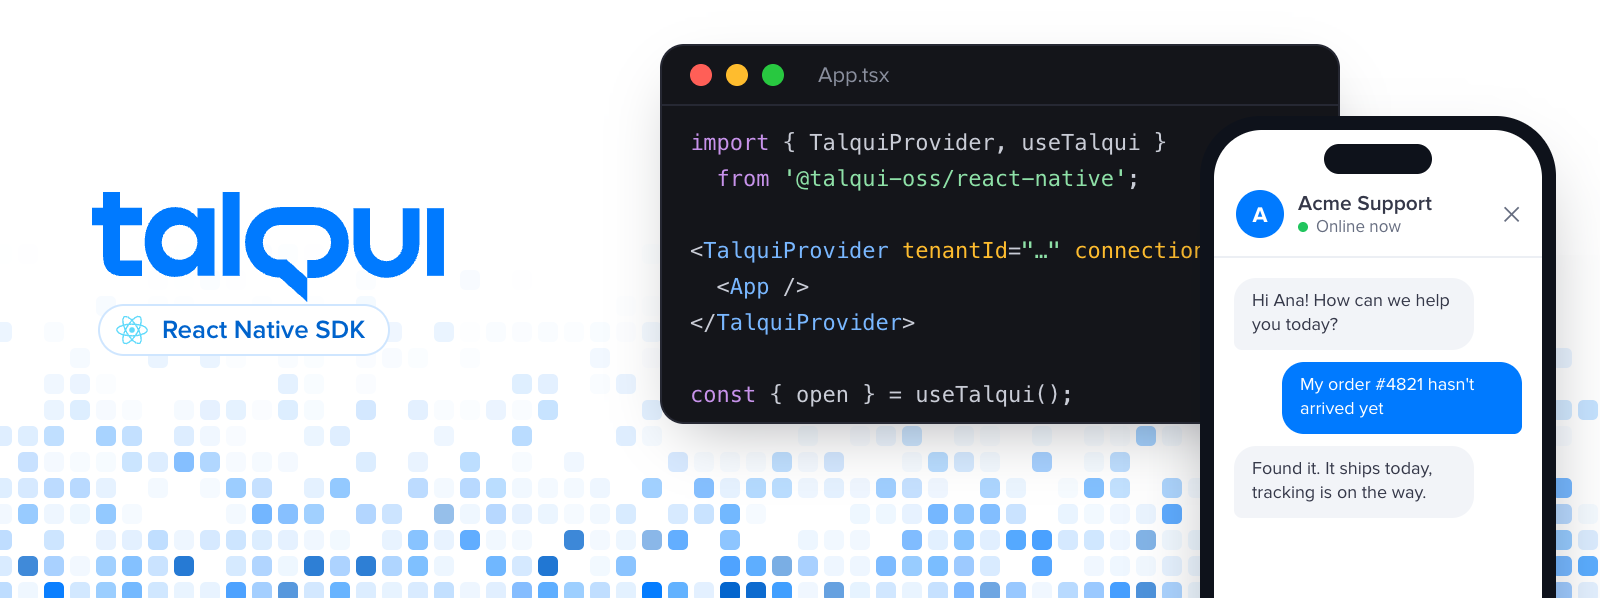 talqui
React Native SDK
App.tsx
import { TalquiProvider, useTalqui }
from '@talqui-oss/react-native';
<TalquiProvider tenantId="…" connection
<App />
</TalquiProvider>
const { open } = useTalqui();
A
Acme Support
Online now
Hi Ana! How can we help
you today?
My order #4821 hasn't
arrived yet
Found it. It ships today,
tracking is on the way.